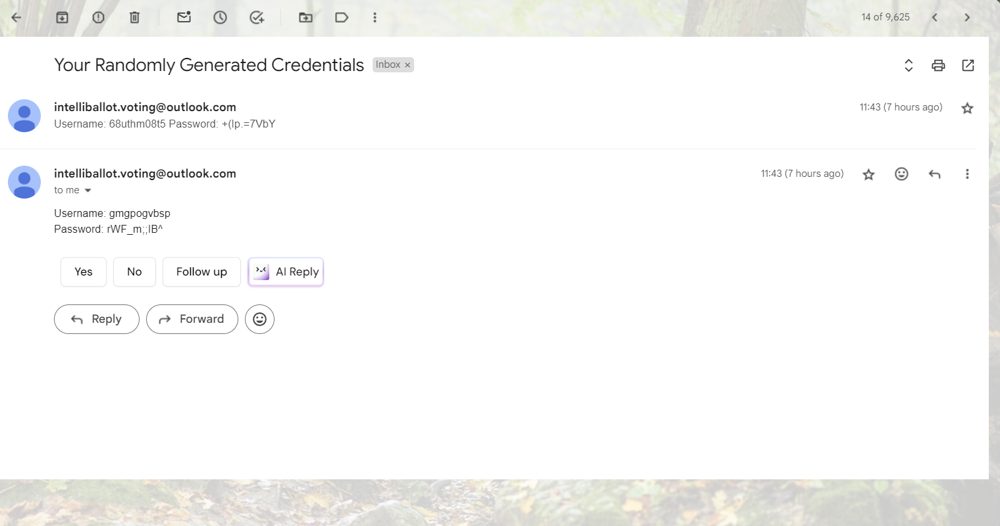 14 of 9,625
Your Randomly Generated Credentials Inbox ×
intelliballot.voting@outlook.com 11:43 (7 hours ago)
Username: 68uthm08t5 Password: +(lp.=7VbY
intelliballot.voting@outlook.com 11:43 (7 hours ago)
to me
Username: gmgpogvbsp
Password: rWF_m;;lB^
Yes No Follow up AI Reply
Reply Forward